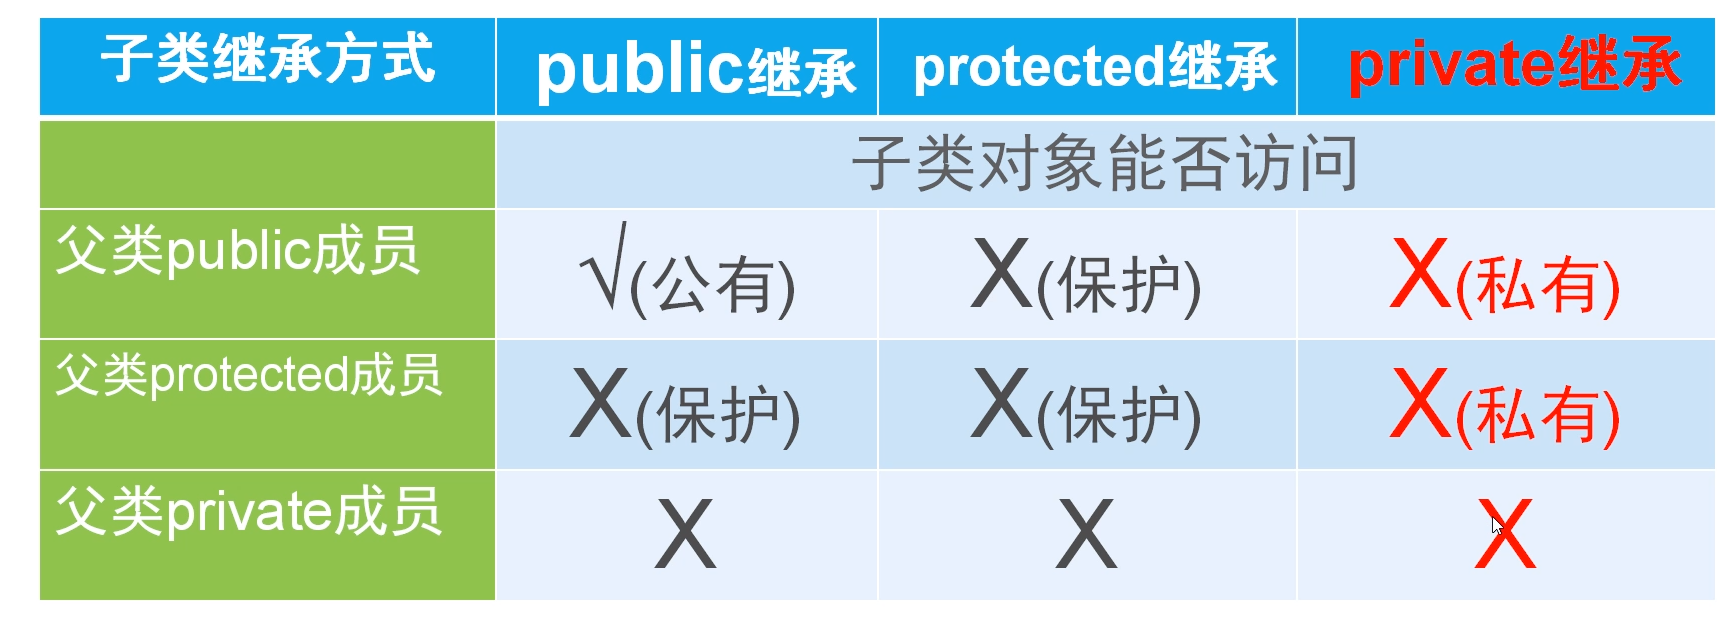 子类继承方式 public继承 protected继承 private继承
子类对象能否访问
父类public成员 √(公有) X(保护) X(私有)
父类protected成员 X(保护) X(保护) X(私有)
父类private成员 X X X